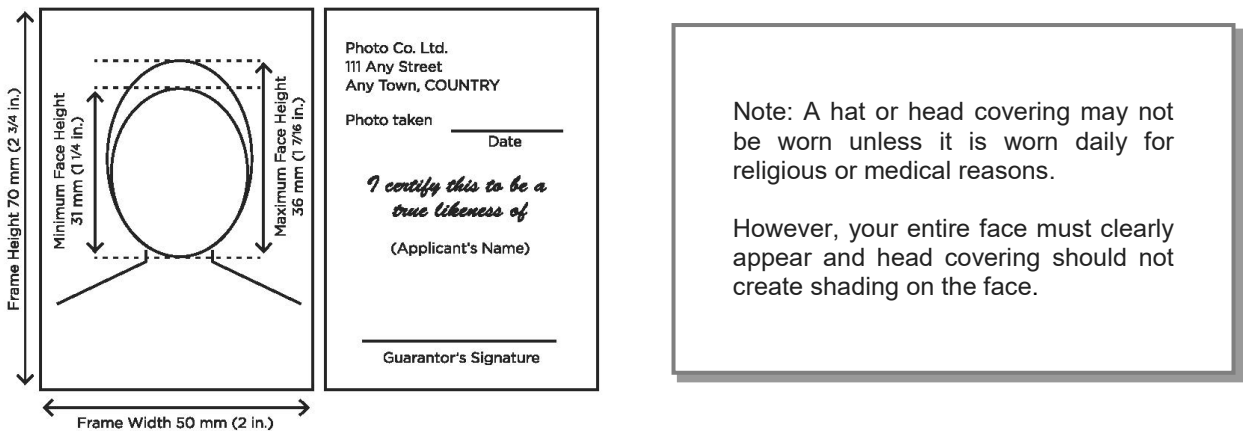 Frame Height 70 mm (2 3/4 in.)
Minimum Face Height
31 mm (1 1/4 in.)
Maximum Face Height
36 mm (1 7/16 in.)
Frame Width 50 mm (2 in.)
Photo Co. Ltd.
111 Any Street
Any Town, COUNTRY
Photo taken
Date
I certify this to be a
true likeness of
(Applicant's Name)
Guarantor's Signature
Note: A hat or head covering may not
be worn unless it is worn daily for
religious or medical reasons.
However, your entire face must clearly
appear and head covering should not
create shading on the face.